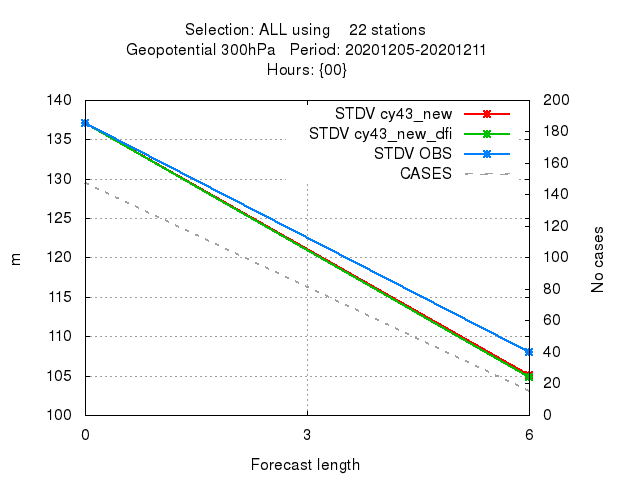 Selection: ALL using    22 stations
Geopotential 300hPa   Period: 20201205-20201211
Hours: {00}
140
135
130
125
120
115
110
105
100
200
180
160
140
120
100
80
60
40
20
0
STDV cy43_new
STDV cy43_new_dfi
STDV OBS
CASES
m
No cases
0
3
6
Forecast length